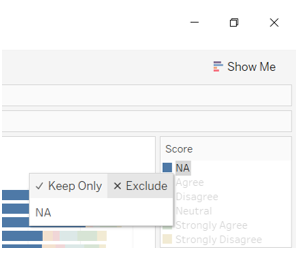 Show Me
Score
NA
Agree
Disagree
Neutral
Strongly Agree
Strongly Disagree
✓ Keep Only ✕ Exclude
NA